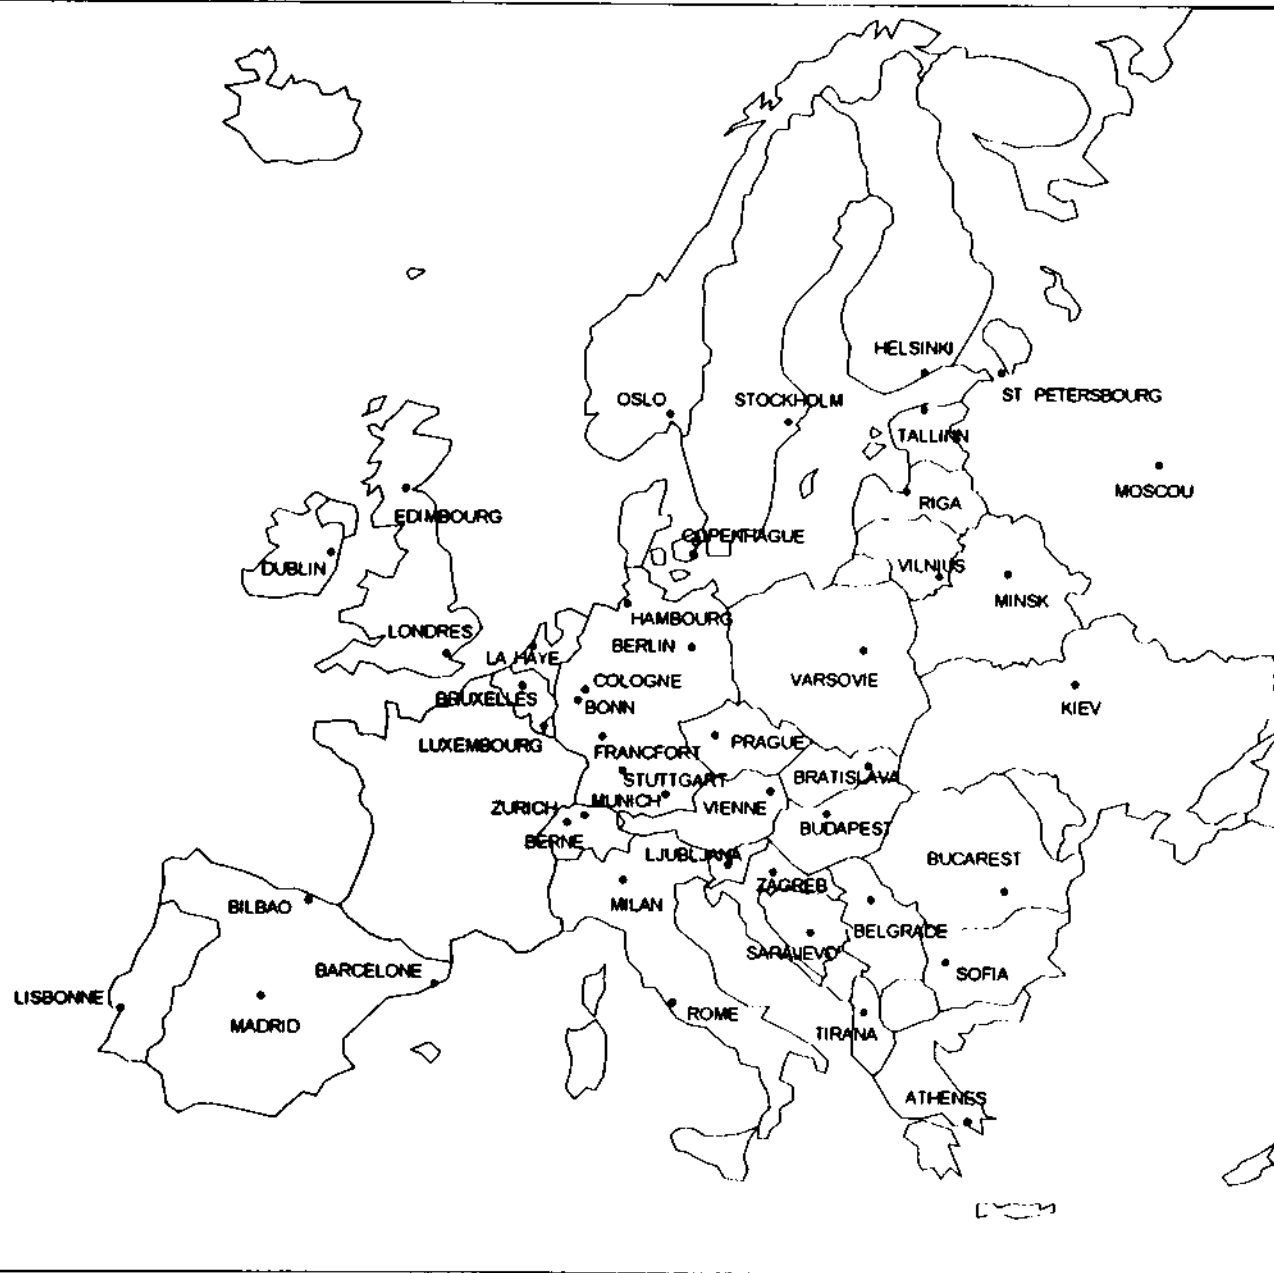 HELSINKI
OSLO
STOCKHOLM
ST PETERSBOURG
TALLINN
MOSCOU
RIGA
EDIMBOURG
COPENHAGUE
DUBLIN
VILNIUS
MINSK
HAMBOURG
LONDRES
BERLIN
LA HAYE
COLOGNE
VARSOVIE
BRUXELLES
BONN
KIEV
LUXEMBOURG
FRANCFORT
PRAGUE
STUTTGART
BRATISLAVA
ZURICH
MUNICH
VIENNE
BERNE
BUDAPEST
LJUBLJANA
BUCAREST
ZAGREB
BILBAO
MILAN
BELGRADE
SARAJEVO
BARCELONE
SOFIA
LISBONNE
MADRID
ROME
TIRANA
ATHENES